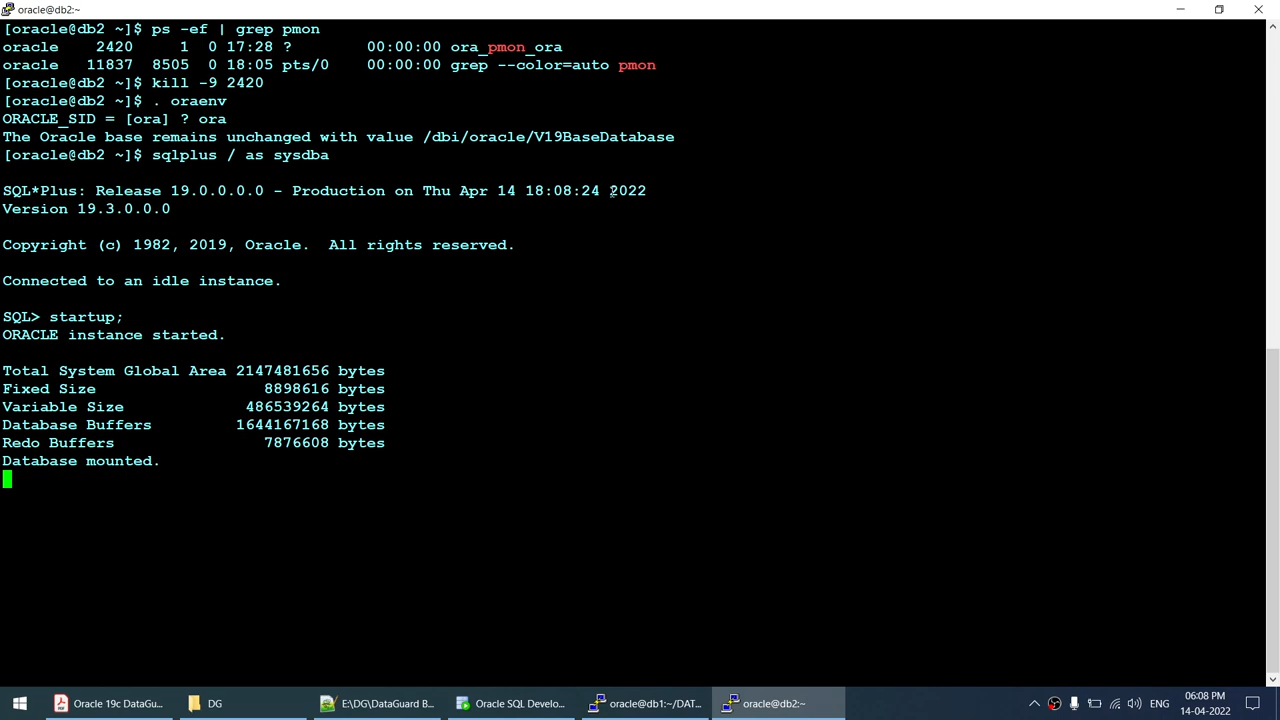 oracle@db2:~
[oracle@db2 ~]$ ps -ef | grep pmon
oracle    2420     1  0 17:28 ?        00:00:00 ora_pmon_ora
oracle   11837  8505  0 18:05 pts/0    00:00:00 grep --color=auto pmon
[oracle@db2 ~]$ kill -9 2420
[oracle@db2 ~]$ . oraenv
ORACLE_SID = [ora] ? ora
The Oracle base remains unchanged with value /dbi/oracle/V19BaseDatabase
[oracle@db2 ~]$ sqlplus / as sysdba
SQL*Plus: Release 19.0.0.0.0 - Production on Thu Apr 14 18:08:24 2022
Version 19.3.0.0.0
Copyright (c) 1982, 2019, Oracle.  All rights reserved.
Connected to an idle instance.
SQL> startup;
ORACLE instance started.
Total System Global Area 2147481656 bytes
Fixed Size                  8898616 bytes
Variable Size             486539264 bytes
Database Buffers         1644167168 bytes
Redo Buffers                7876608 bytes
Database mounted.
Oracle 19c DataGu...
DG
E:\DG\DataGuard B...
Oracle SQL Develo...
oracle@db1:~/DAT...
oracle@db2:~
ENG
06:08 PM
14-04-2022